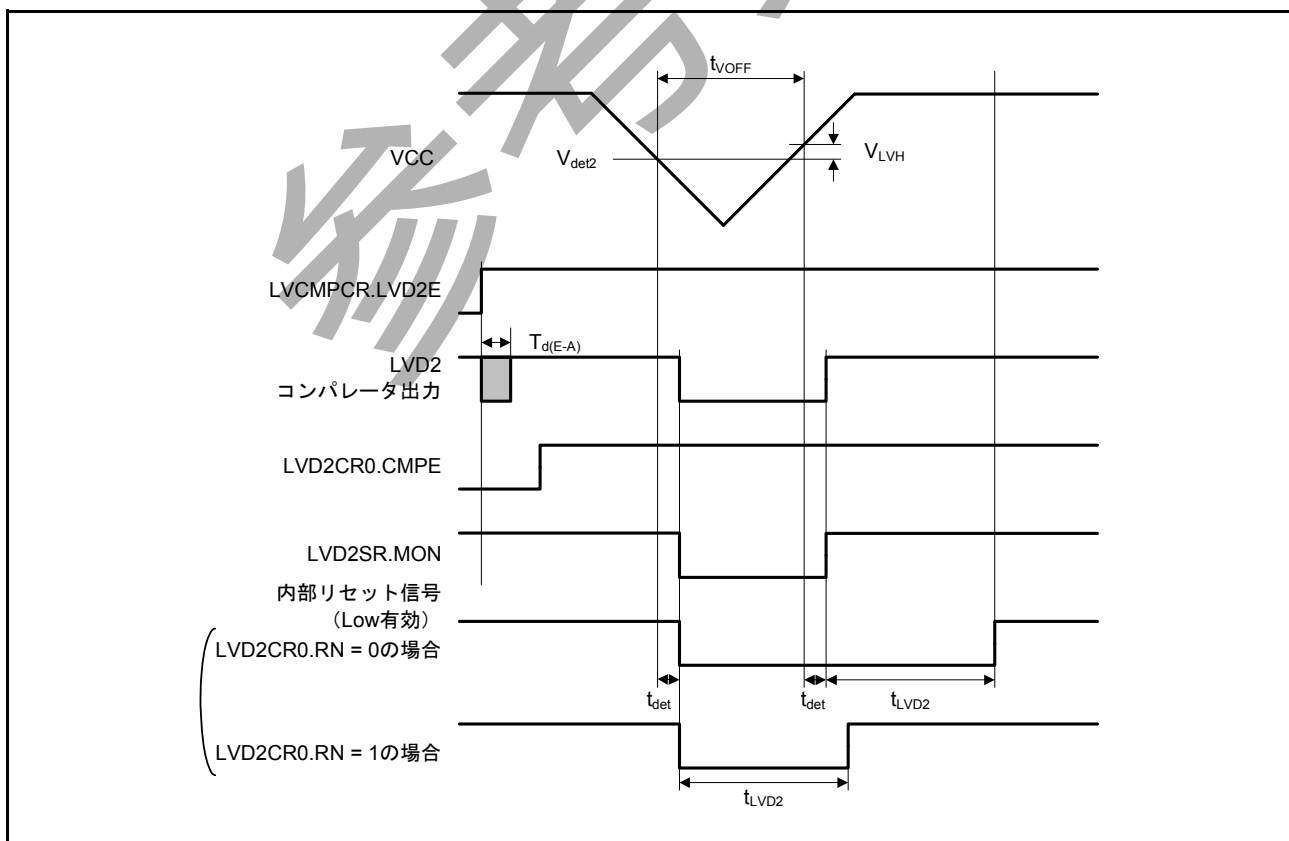 参考
tVOFF
VCC
Vdet2
VLVH
LVCMPCR.LVD2E
Td(E-A)
LVD2
コンパレータ出力
LVD2CR0.CMPE
LVD2SR.MON
内部リセット信号
（Low有効）
LVD2CR0.RN = 0の場合
tdet
tdet
tLVD2
LVD2CR0.RN = 1の場合
tLVD2